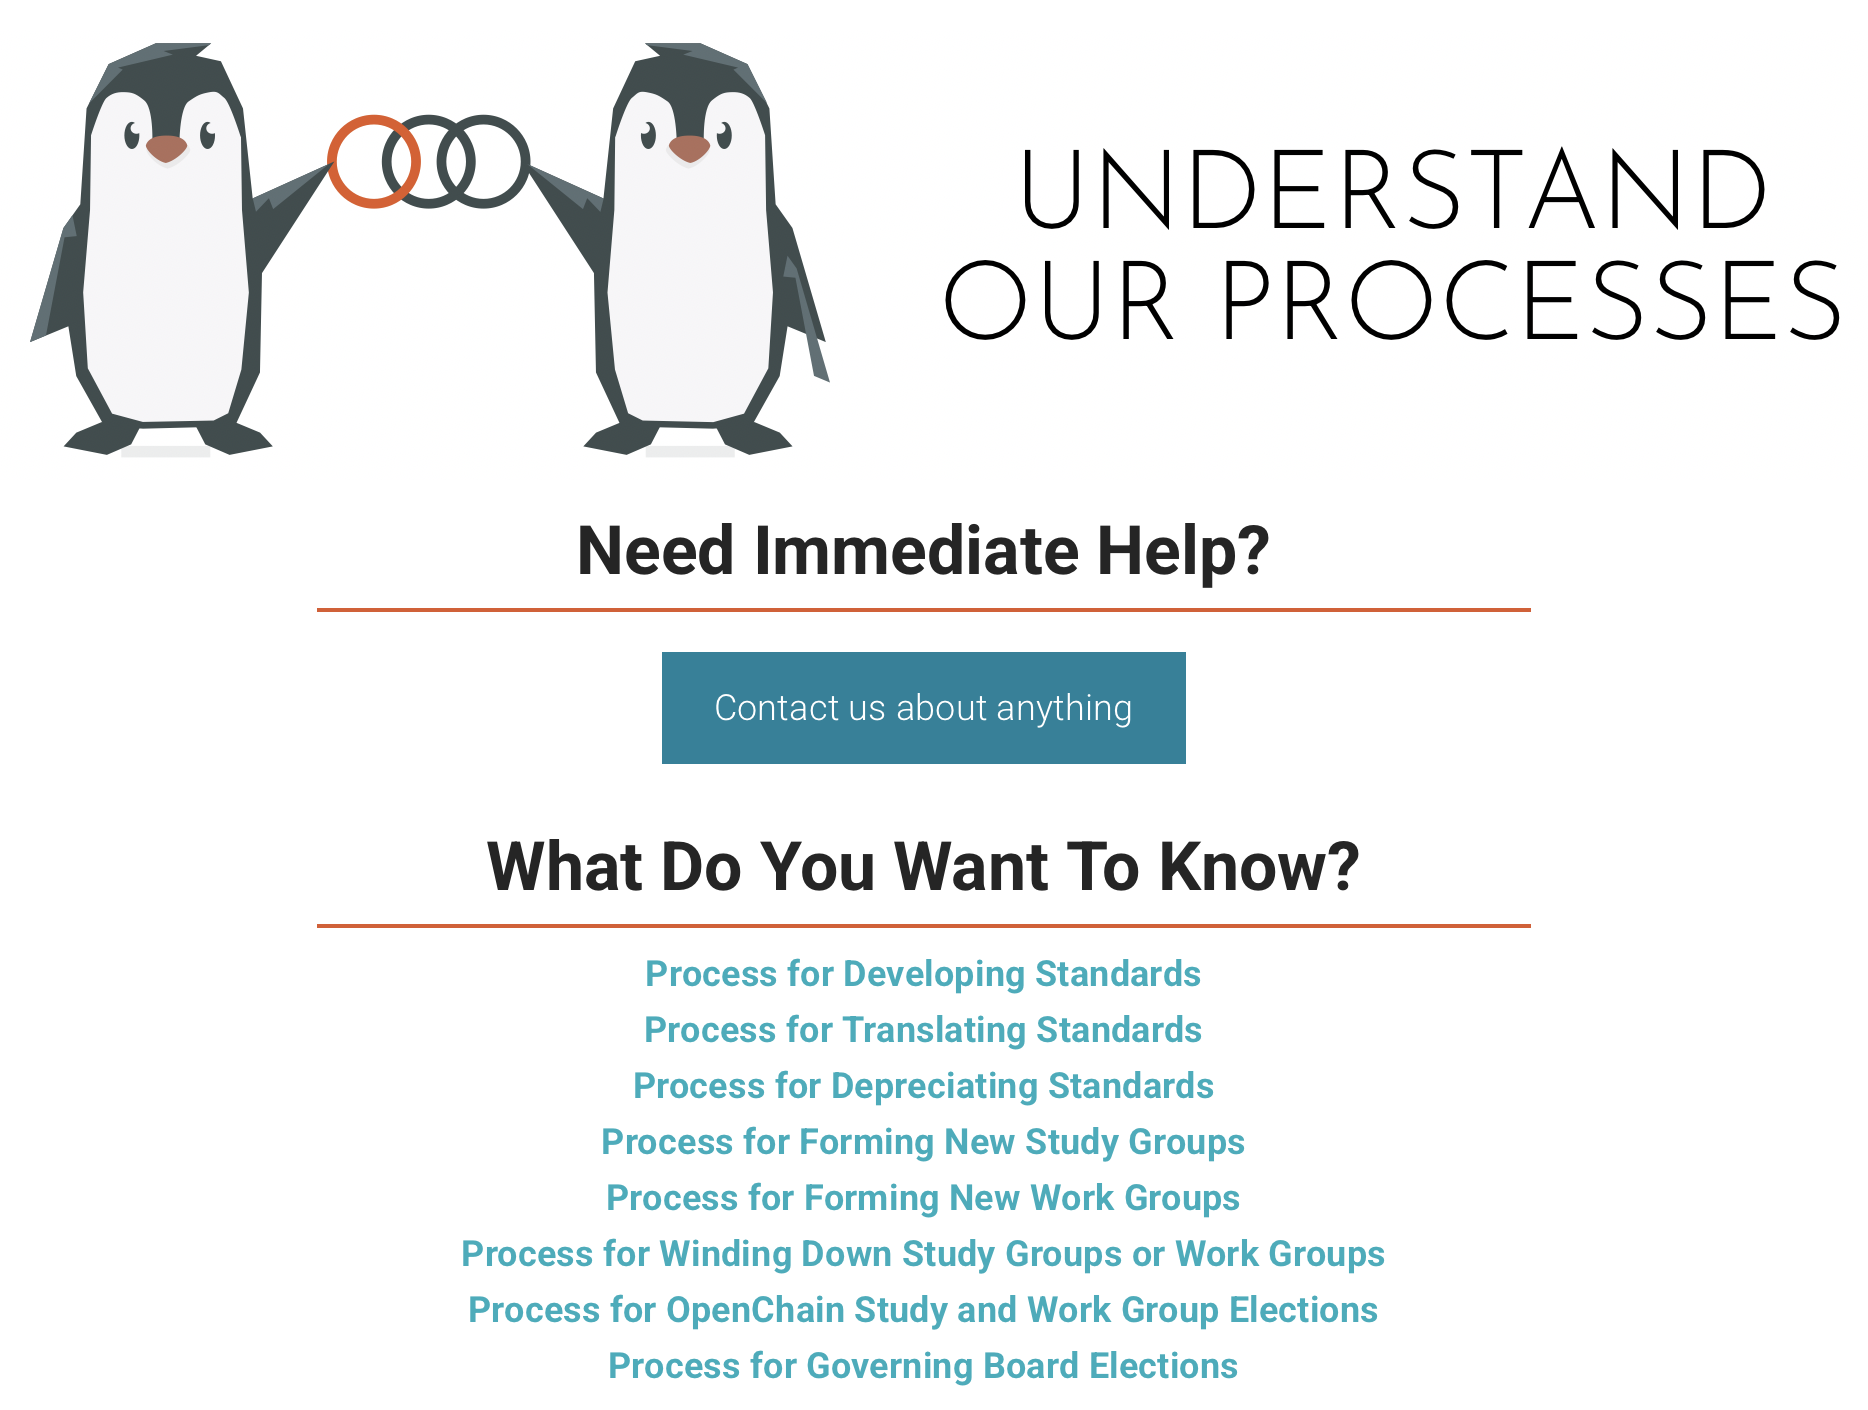 UNDERSTAND
OUR PROCESSES
Need Immediate Help?
Contact us about anything
What Do You Want To Know?
Process for Developing Standards
Process for Translating Standards
Process for Depreciating Standards
Process for Forming New Study Groups
Process for Forming New Work Groups
Process for Winding Down Study Groups or Work Groups
Process for OpenChain Study and Work Group Elections
Process for Governing Board Elections